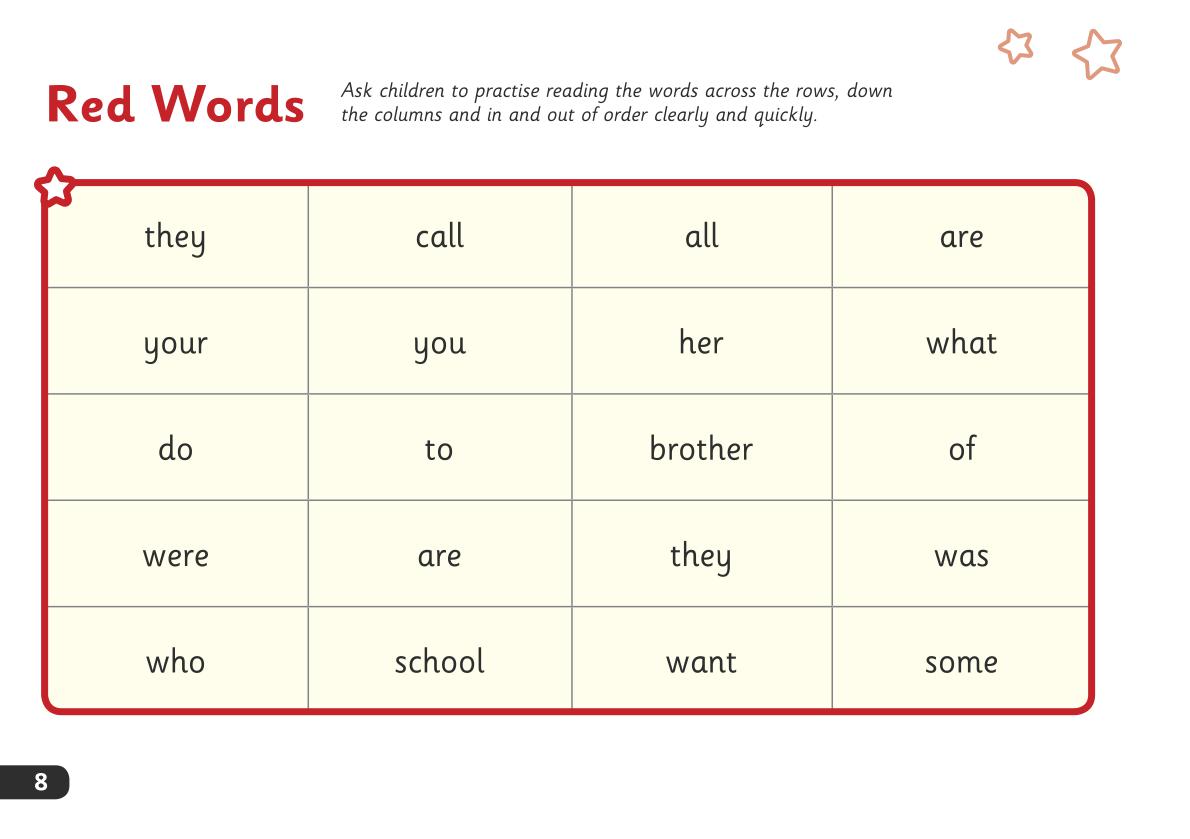 Red Words
Ask children to practise reading the words across the rows, down
the columns and in and out of order clearly and quickly.
they call all are
your you her what
do to brother of
were are they was
who school want some
8